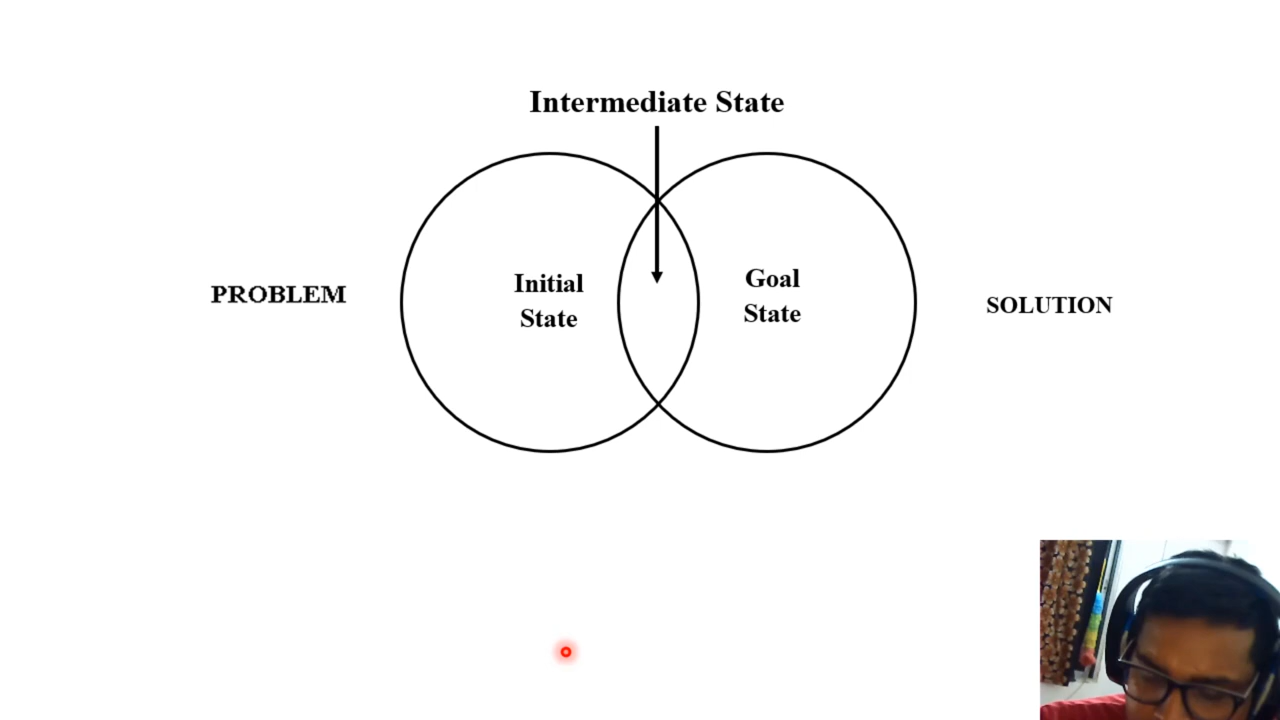 Intermediate State
PROBLEM
Initial
State
Goal
State
SOLUTION